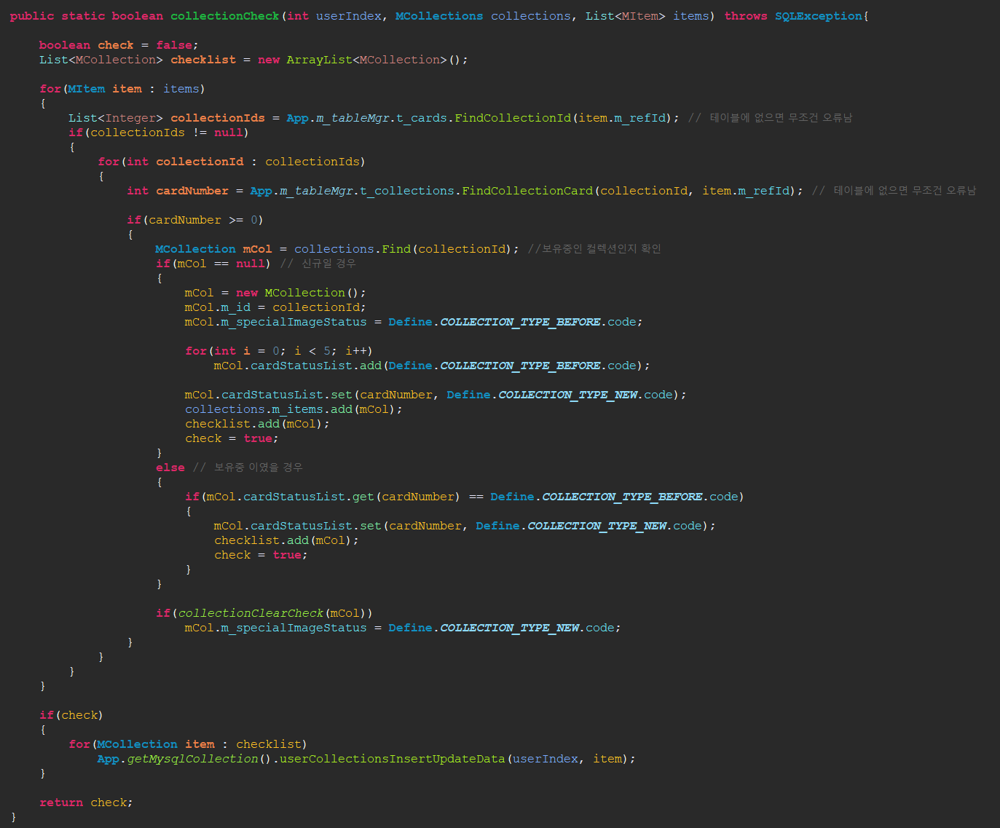 public static boolean collectionCheck(int userIndex, MCollections collections, List<MItem> items) throws SQLException{
boolean check = false;
List<MCollection> checklist = new ArrayList<MCollection>();
for(MItem item : items)
{
List<Integer> collectionIds = App.m_tableMgr.t_cards.FindCollectionId(item.m_refId); // 테이블에 없으면 무조건 오류남
if(collectionIds != null)
{
for(int collectionId : collectionIds)
{
int cardNumber = App.m_tableMgr.t_collections.FindCollectionCard(collectionId, item.m_refId); // 테이블에 없으면 무조건 오류남
if(cardNumber >= 0)
{
MCollection mCol = collections.Find(collectionId); //보유중인 컬렉션인지 확인
if(mCol == null) // 신규일 경우
{
mCol = new MCollection();
mCol.m_id = collectionId;
mCol.m_specialImageStatus = Define.COLLECTION_TYPE_BEFORE.code;
for(int i = 0; i < 5; i++)
mCol.cardStatusList.add(Define.COLLECTION_TYPE_BEFORE.code);
mCol.cardStatusList.set(cardNumber, Define.COLLECTION_TYPE_NEW.code);
collections.m_items.add(mCol);
checklist.add(mCol);
check = true;
}
else // 보유중 이였을 경우
{
if(mCol.cardStatusList.get(cardNumber) == Define.COLLECTION_TYPE_BEFORE.code)
{
mCol.cardStatusList.set(cardNumber, Define.COLLECTION_TYPE_NEW.code);
checklist.add(mCol);
check = true;
}
}
if(collectionClearCheck(mCol))
mCol.m_specialImageStatus = Define.COLLECTION_TYPE_NEW.code;
}
}
}
}
if(check)
{
for(MCollection item : checklist)
App.getMysqlCollection().userCollectionsInsertUpdateData(userIndex, item);
}
return check;
}